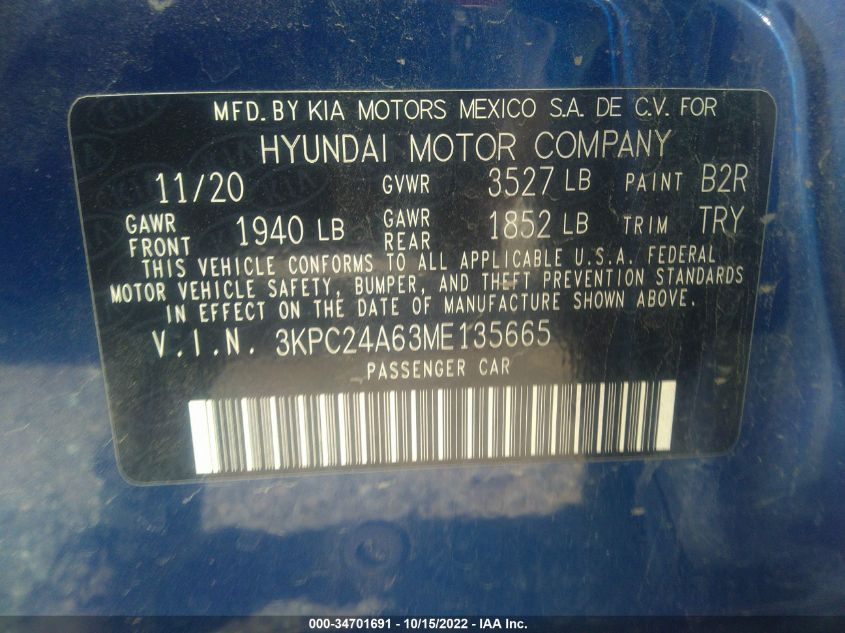 MFD. BY KIA MOTORS MEXICO S.A. DE C.V. FOR
HYUNDAI MOTOR COMPANY
11/20 GVWR 3527 LB PAINT B2R
GAWR FRONT 1940 LB GAWR REAR 1852 LB TRIM TRY
THIS VEHICLE CONFORMS TO ALL APPLICABLE U.S.A. FEDERAL
MOTOR VEHICLE SAFETY, BUMPER, AND THEFT PREVENTION STANDARDS
IN EFFECT ON THE DATE OF MANUFACTURE SHOWN ABOVE.
V.I.N. 3KPC24A63ME135665
PASSENGER CAR
000-34701691 - 10/15/2022 - IAA Inc.